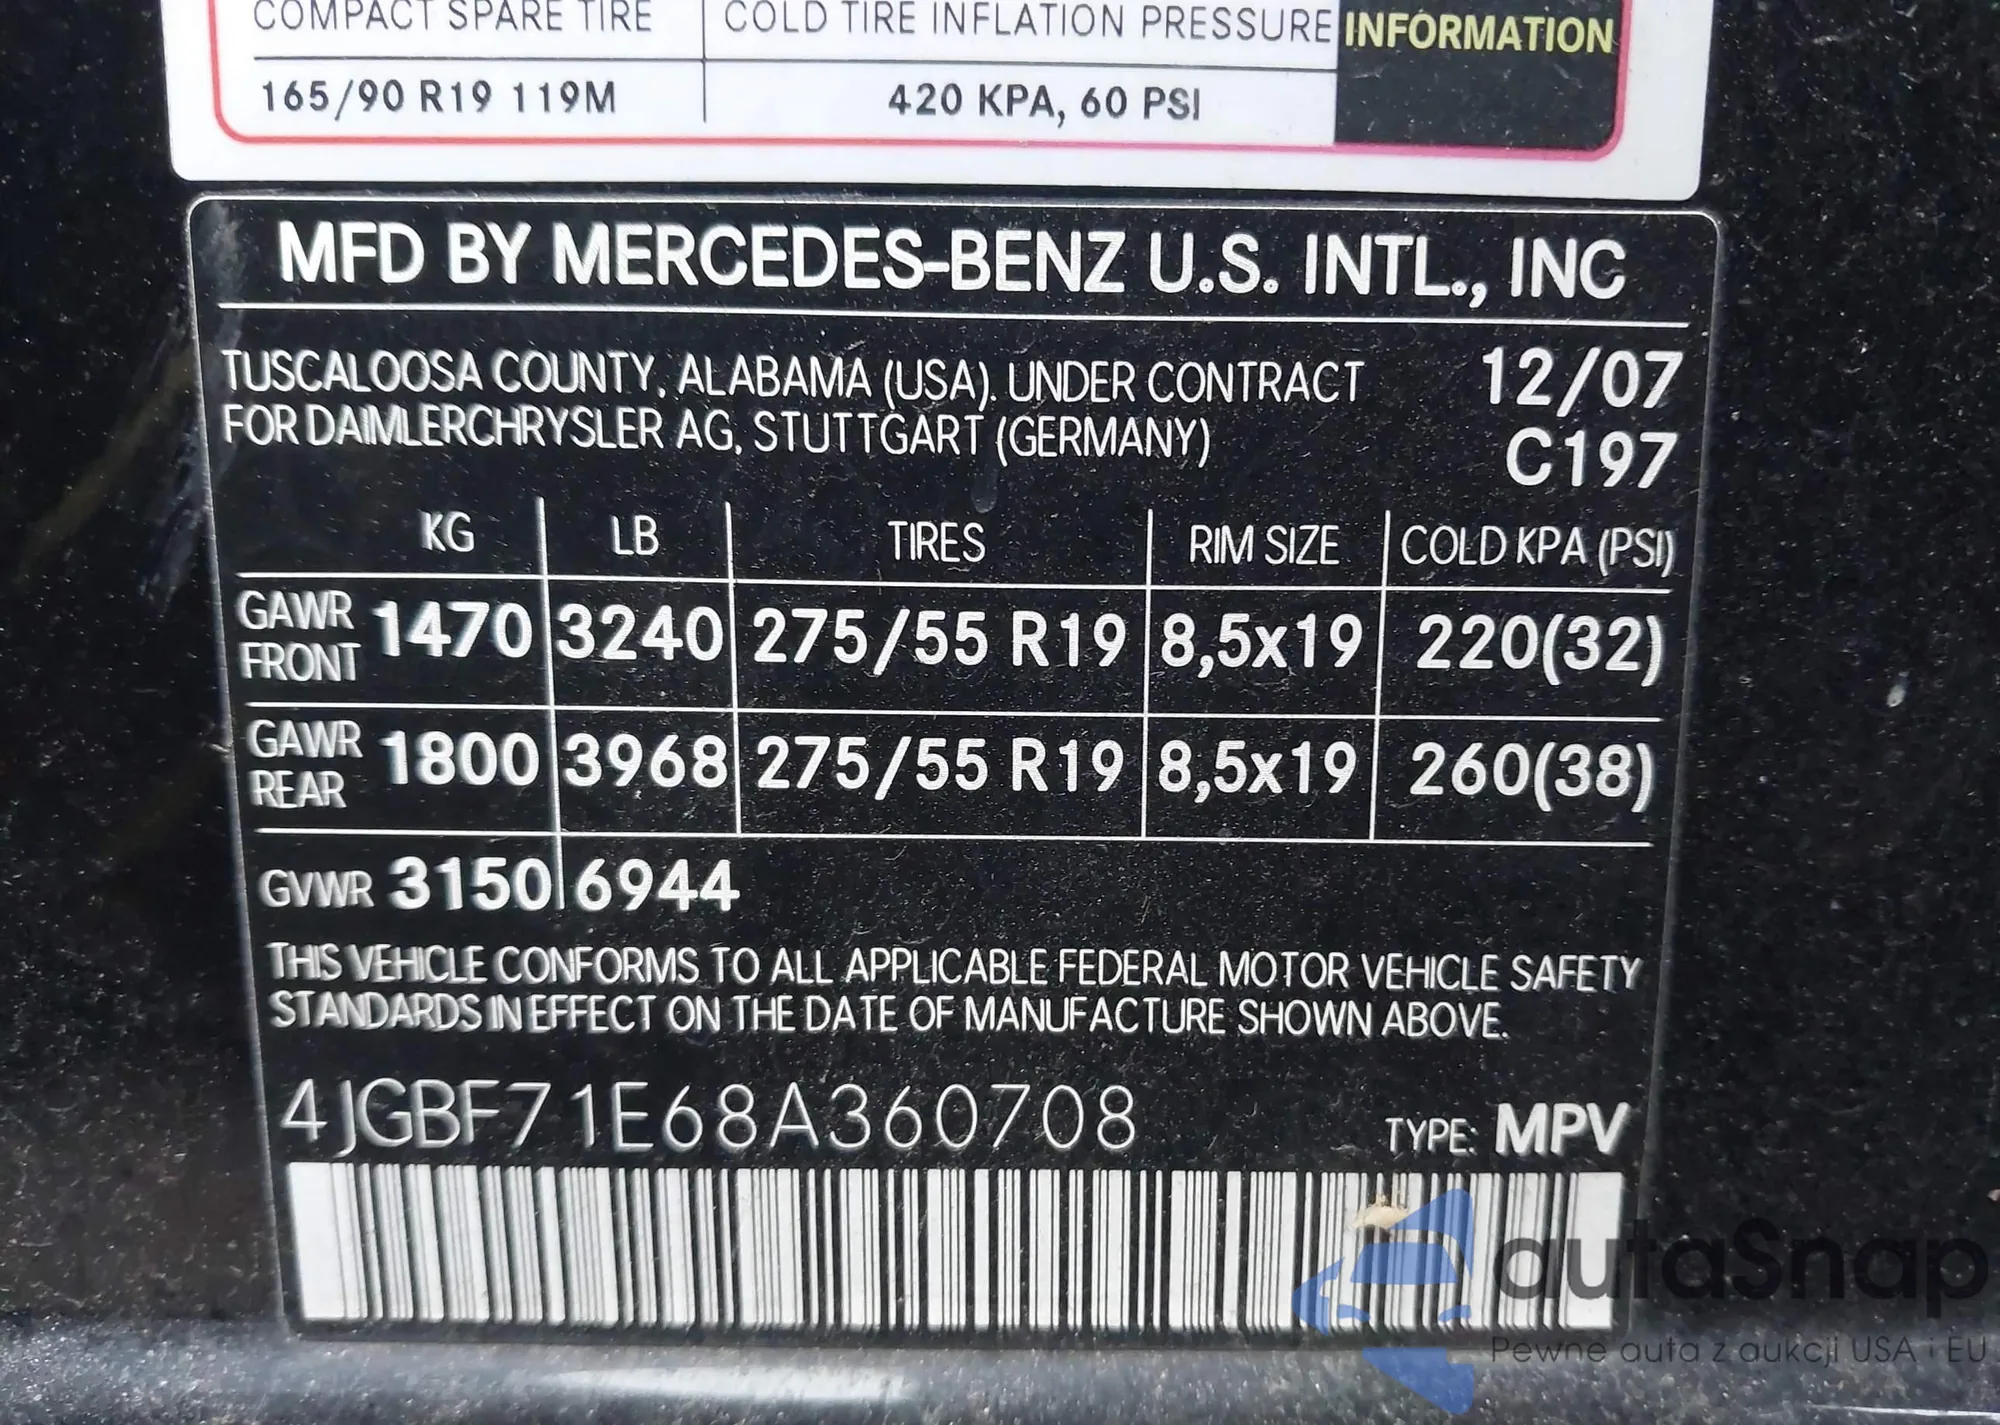 COMPACT SPARE TIRE COLD TIRE INFLATION PRESSURE INFORMATION
165/90 R19 119M 420 KPA, 60 PSI
MFD BY MERCEDES-BENZ U.S. INTL., INC
TUSCALOOSA COUNTY, ALABAMA (USA). UNDER CONTRACT 12/07
FOR DAIMLERCHRYSLER AG, STUTTGART (GERMANY) C197
KG LB TIRES RIM SIZE COLD KPA (PSI)
GAWR FRONT 1470 3240 275/55 R19 8,5x19 220(32)
GAWR REAR 1800 3968 275/55 R19 8,5x19 260(38)
GVWR 3150 6944
THIS VEHICLE CONFORMS TO ALL APPLICABLE FEDERAL MOTOR VEHICLE SAFETY
STANDARDS IN EFFECT ON THE DATE OF MANUFACTURE SHOWN ABOVE.
4JGBF71E68A360708 TYPE: MPV
autaSnap
Pewne auta z aukcji USA i EU